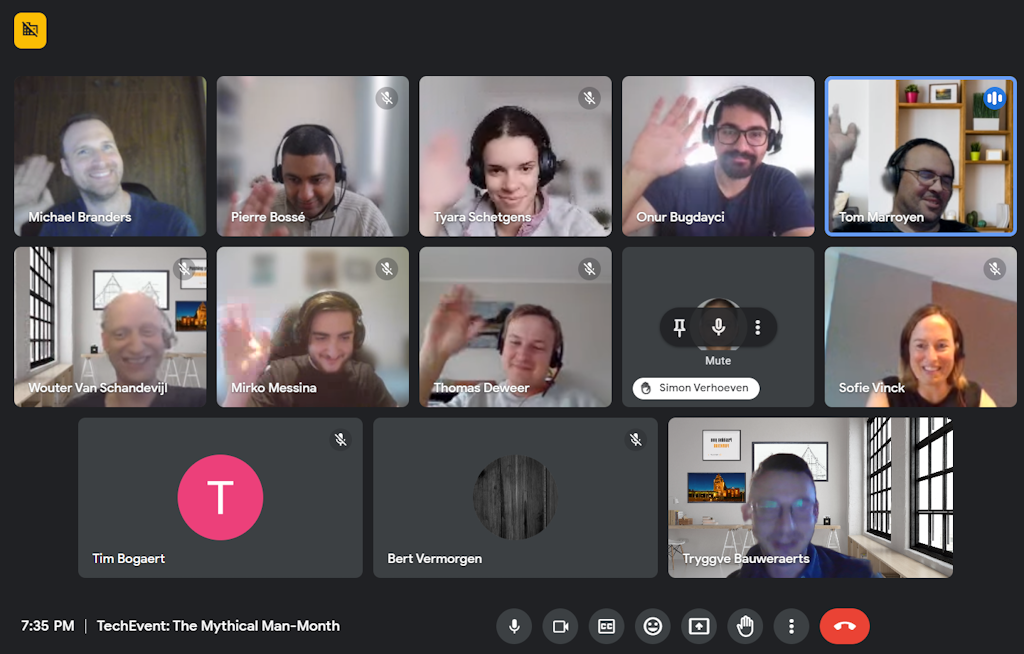 Michael Branders
Pierre Bossé
Tyara Schetgens
Onur Bugdayci
Tom Marroyen
Wouter Van Schandevijl
Mirko Messina
Thomas Deweer
Mute
Simon Verhoeven
Sofie Vinck
T
Tim Bogaert
Bert Vermorgen
Tryggve Bauweraerts
7:35 PM | TechEvent: The Mythical Man-Month
CC